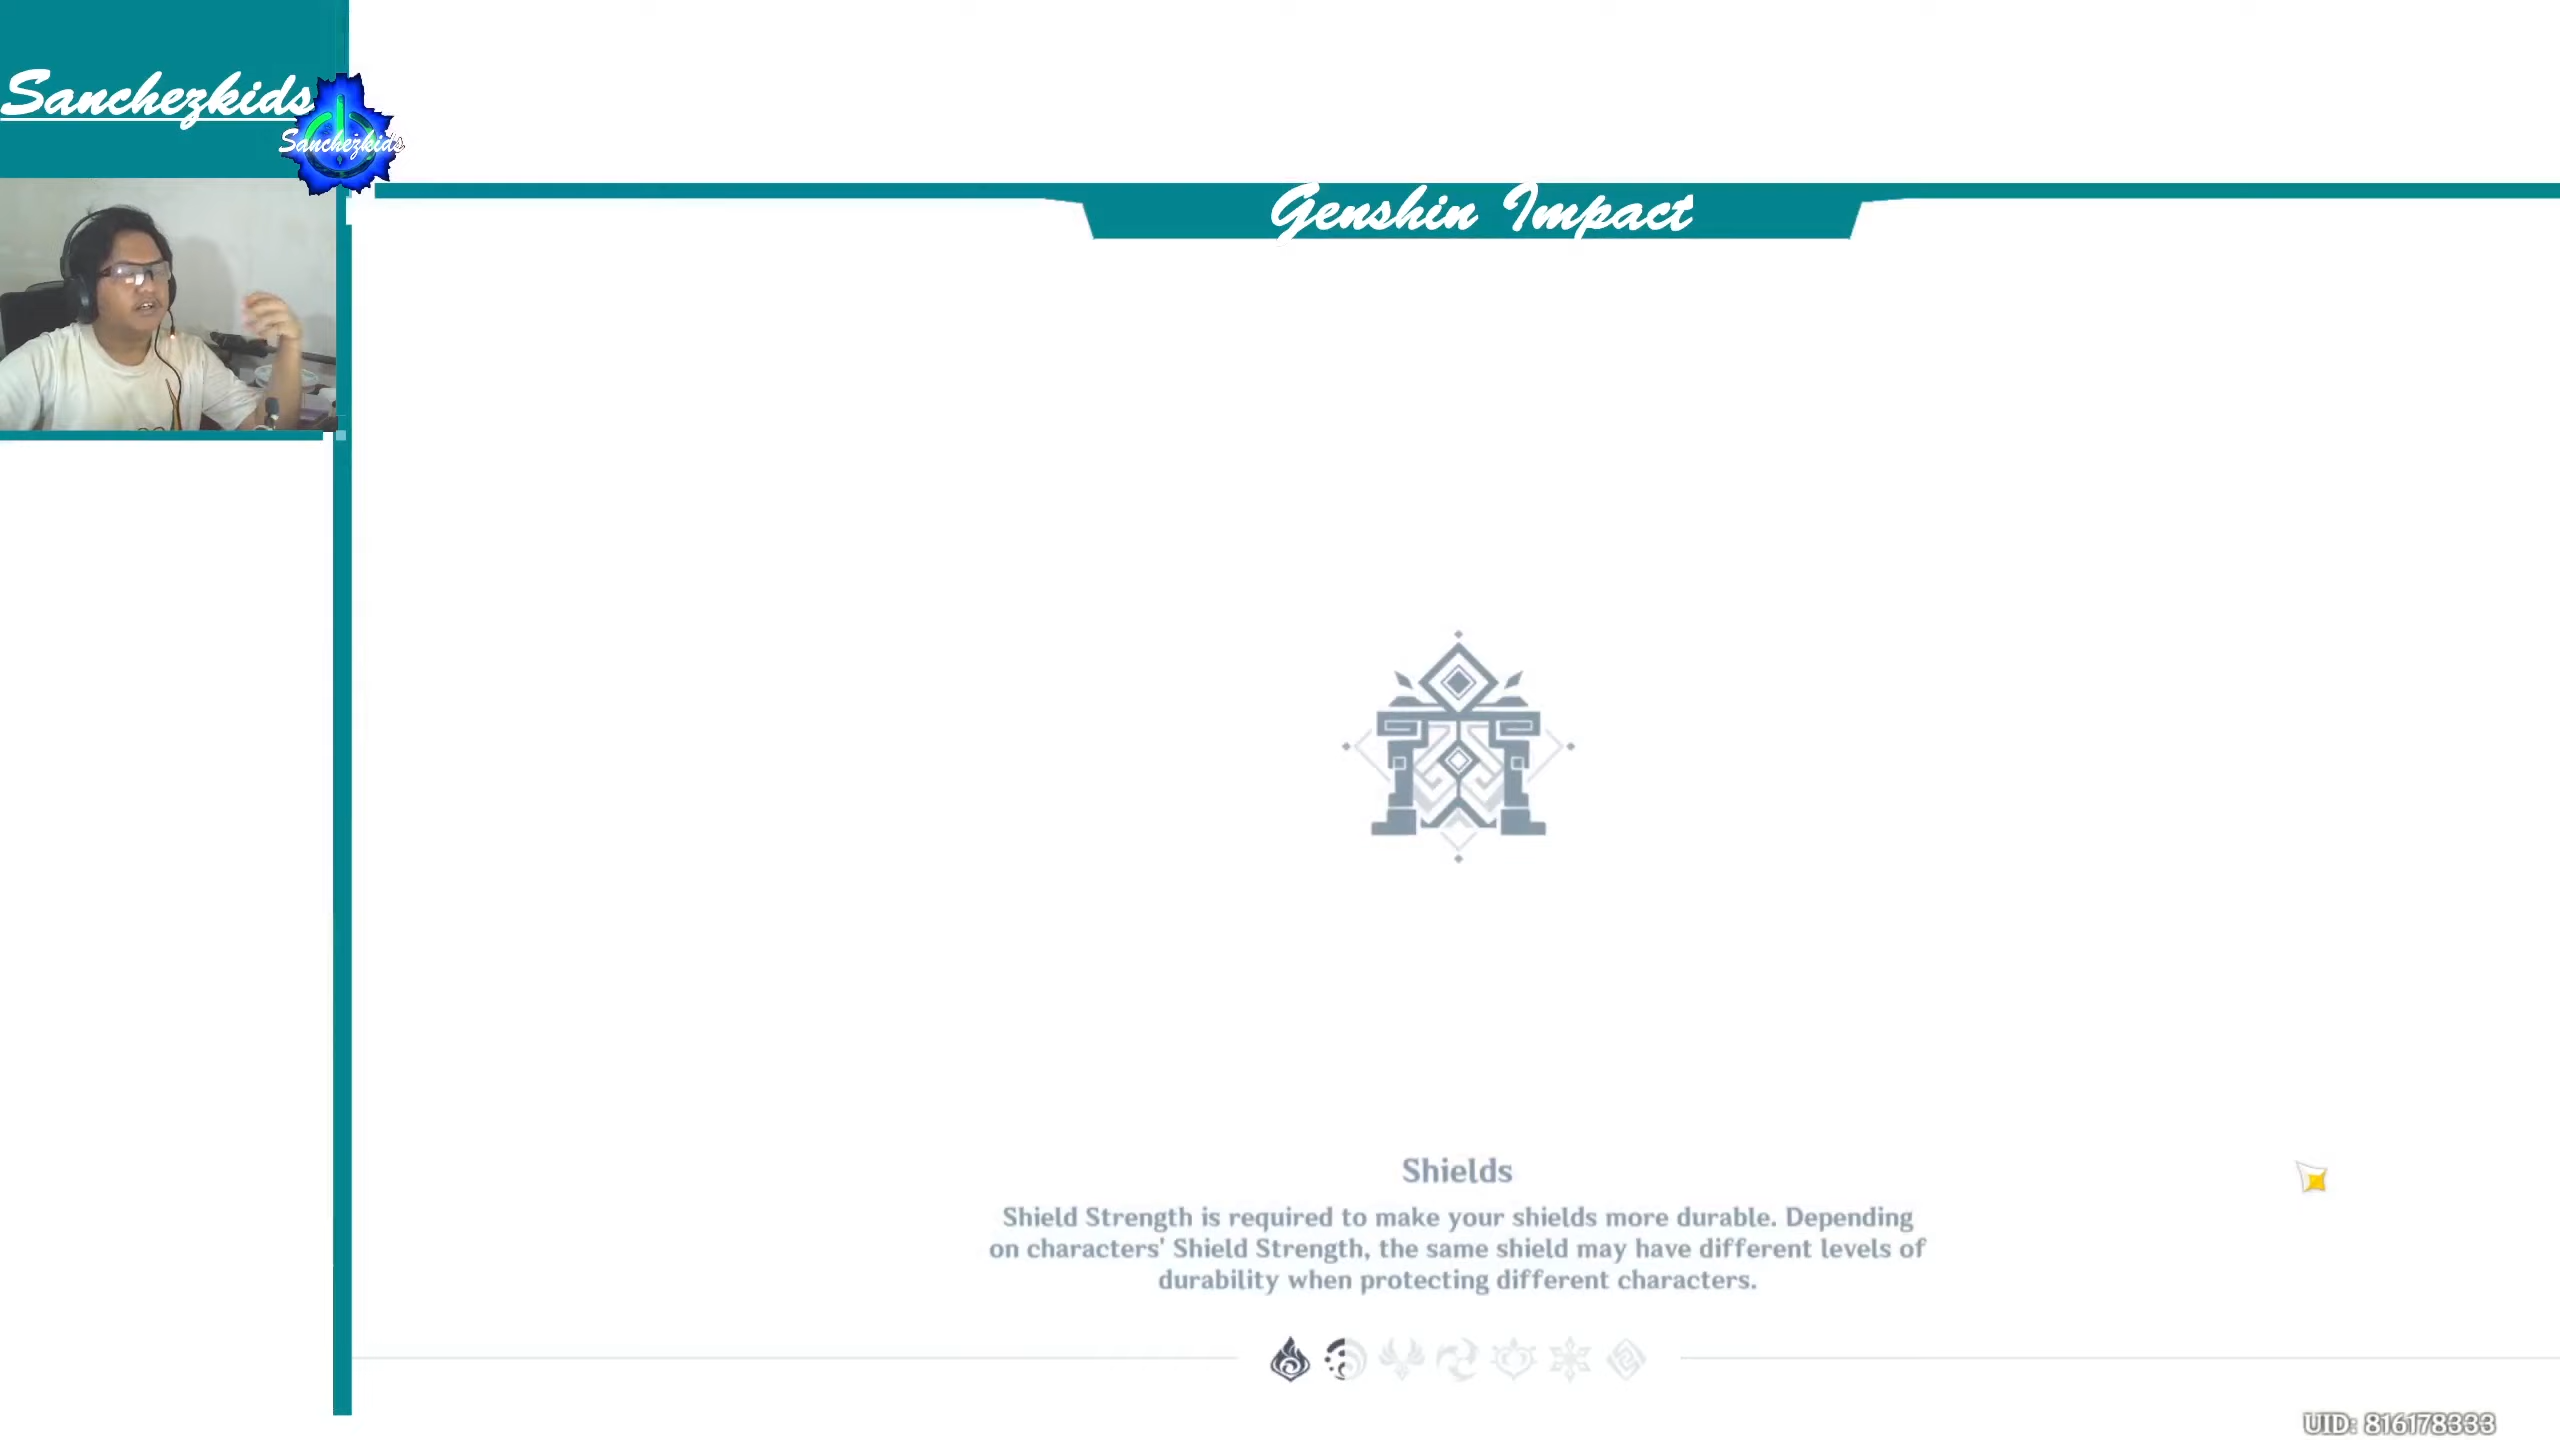 Sanchezkids
Sanchezkids
Genshin Impact
Shields
Shield Strength is required to make your shields more durable. Depending
on characters' Shield Strength, the same shield may have different levels of
durability when protecting different characters.
UID: 816178333